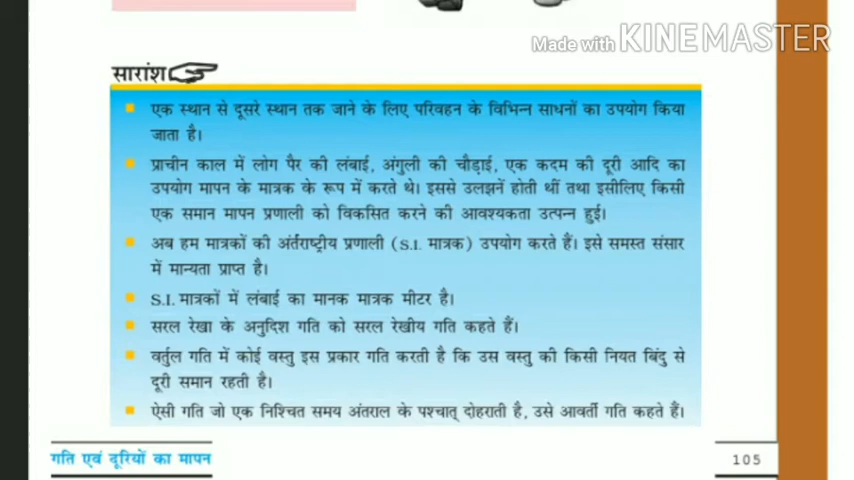 Made with KINEMASTER
सारांश
एक स्थान से दूसरे स्थान तक जाने के लिए परिवहन के विभिन्न साधनों का उपयोग किया
जाता है।
प्राचीन काल में लोग पैर की लंबाई, अंगुली की चौड़ाई, एक कदम की दूरी आदि का
उपयोग मापन के मात्रक के रूप में करते थे। इससे उलझनें होती थीं तथा इसीलिए किसी
एक समान मापन प्रणाली को विकसित करने की आवश्यकता उत्पन्न हुई।
अब हम मात्रकों की अंर्तराष्ट्रीय प्रणाली (S.I. मात्रक) उपयोग करते हैं। इसे समस्त संसार
में मान्यता प्राप्त है।
S.I. मात्रकों में लंबाई का मानक मात्रक मीटर है।
सरल रेखा के अनुदिश गति को सरल रेखीय गति कहते हैं।
वर्तुल गति में कोई वस्तु इस प्रकार गति करती है कि उस वस्तु की किसी नियत बिंदु से
दूरी समान रहती है।
ऐसी गति जो एक निश्चित समय अंतराल के पश्चात् दोहराती है, उसे आवर्ती गति कहते हैं।
गति एवं दूरियों का मापन
105